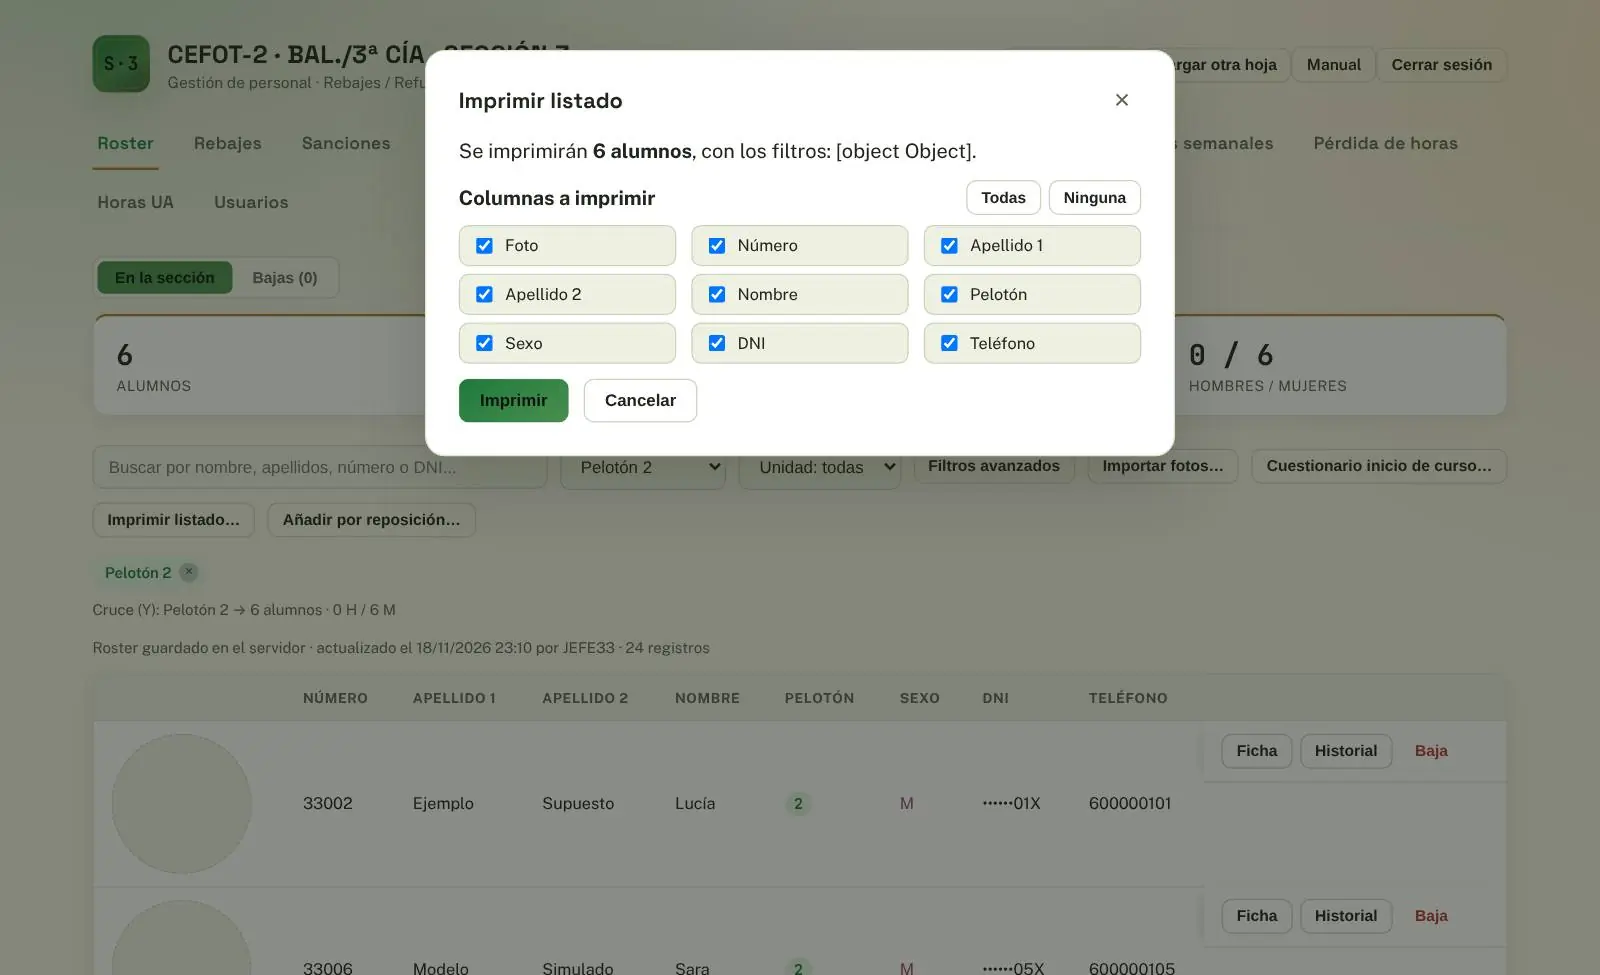 S·3
CEFOT-2 · BAL./3ª CÍA
Gestión de personal · Rebajes /
otra hoja
Manual
Cerrar sesión
Roster
Rebajes
Sanciones
semanales
Pérdida de horas
Horas UA
Usuarios
Imprimir listado
×
Se imprimirán 6 alumnos, con los filtros: [object Object].
Columnas a imprimir
Todas
Ninguna
Foto
Número
Apellido 1
Apellido 2
Nombre
Pelotón
Sexo
DNI
Teléfono
Imprimir
Cancelar
En la sección
Bajas (0)
6
ALUMNOS
0 / 6
HOMBRES / MUJERES
Buscar por nombre, apellidos, número o DNI...
Pelotón 2
Unidad: todas
Filtros avanzados
Importar fotos...
Cuestionario inicio de curso...
Imprimir listado...
Añadir por reposición...
Pelotón 2 ×
Cruce (Y): Pelotón 2 → 6 alumnos · 0 H / 6 M
Roster guardado en el servidor · actualizado el 18/11/2026 23:10 por JEFE33 · 24 registros
NÚMERO APELLIDO 1 APELLIDO 2 NOMBRE PELOTÓN SEXO DNI TELÉFONO
33002 Ejemplo Supuesto Lucía 2 M ••••••01X 600000101 Ficha Historial Baja
33006 Modelo Simulado Sara 2 M ••••••05X 600000105 Ficha Historial Baja